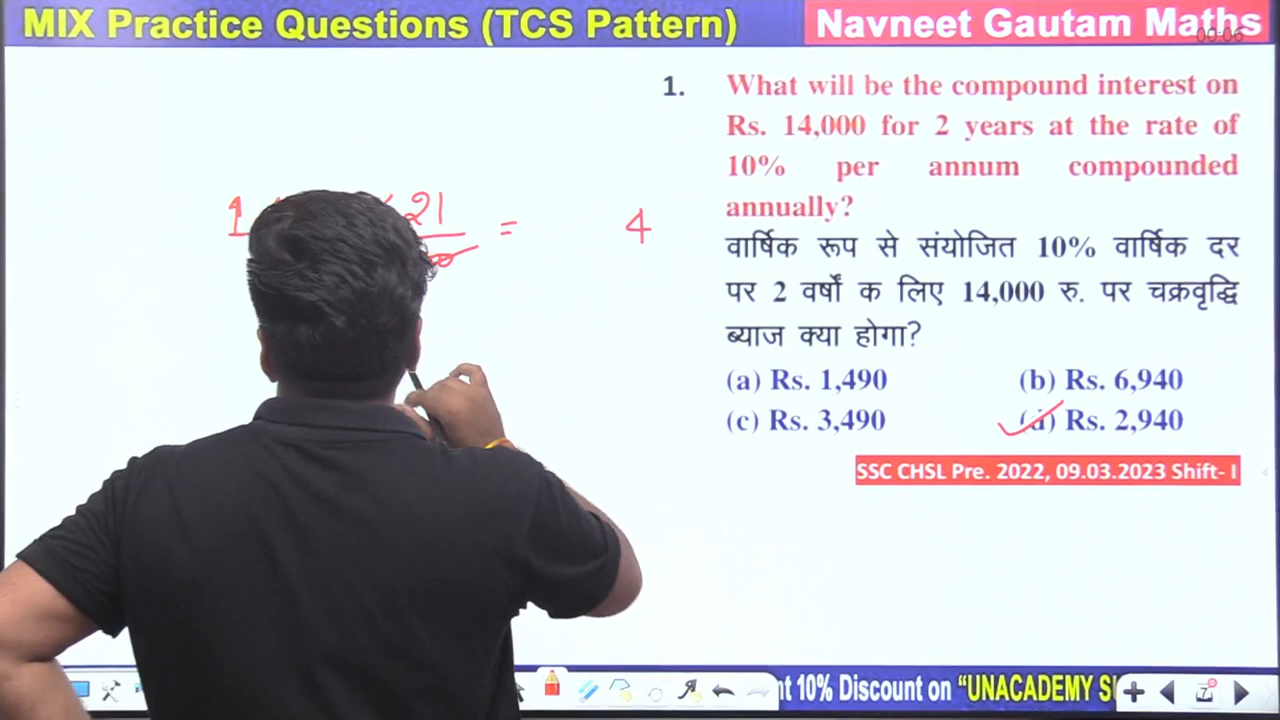 MIX Practice Questions (TCS Pattern)
Navneet Gautam Maths
00:06
1. What will be the compound interest on
Rs. 14,000 for 2 years at the rate of
10% per annum compounded
annually?
वार्षिक रूप से संयोजित 10% वार्षिक दर
पर 2 वर्षों क लिए 14,000 रु. पर चक्रवृद्धि
ब्याज क्या होगा?
(a) Rs. 1,490 (b) Rs. 6,940
(c) Rs. 3,490 (d) Rs. 2,940
SSC CHSL Pre. 2022, 09.03.2023 Shift- I
1 21
= 4
nt 10% Discount on “UNACADEMY